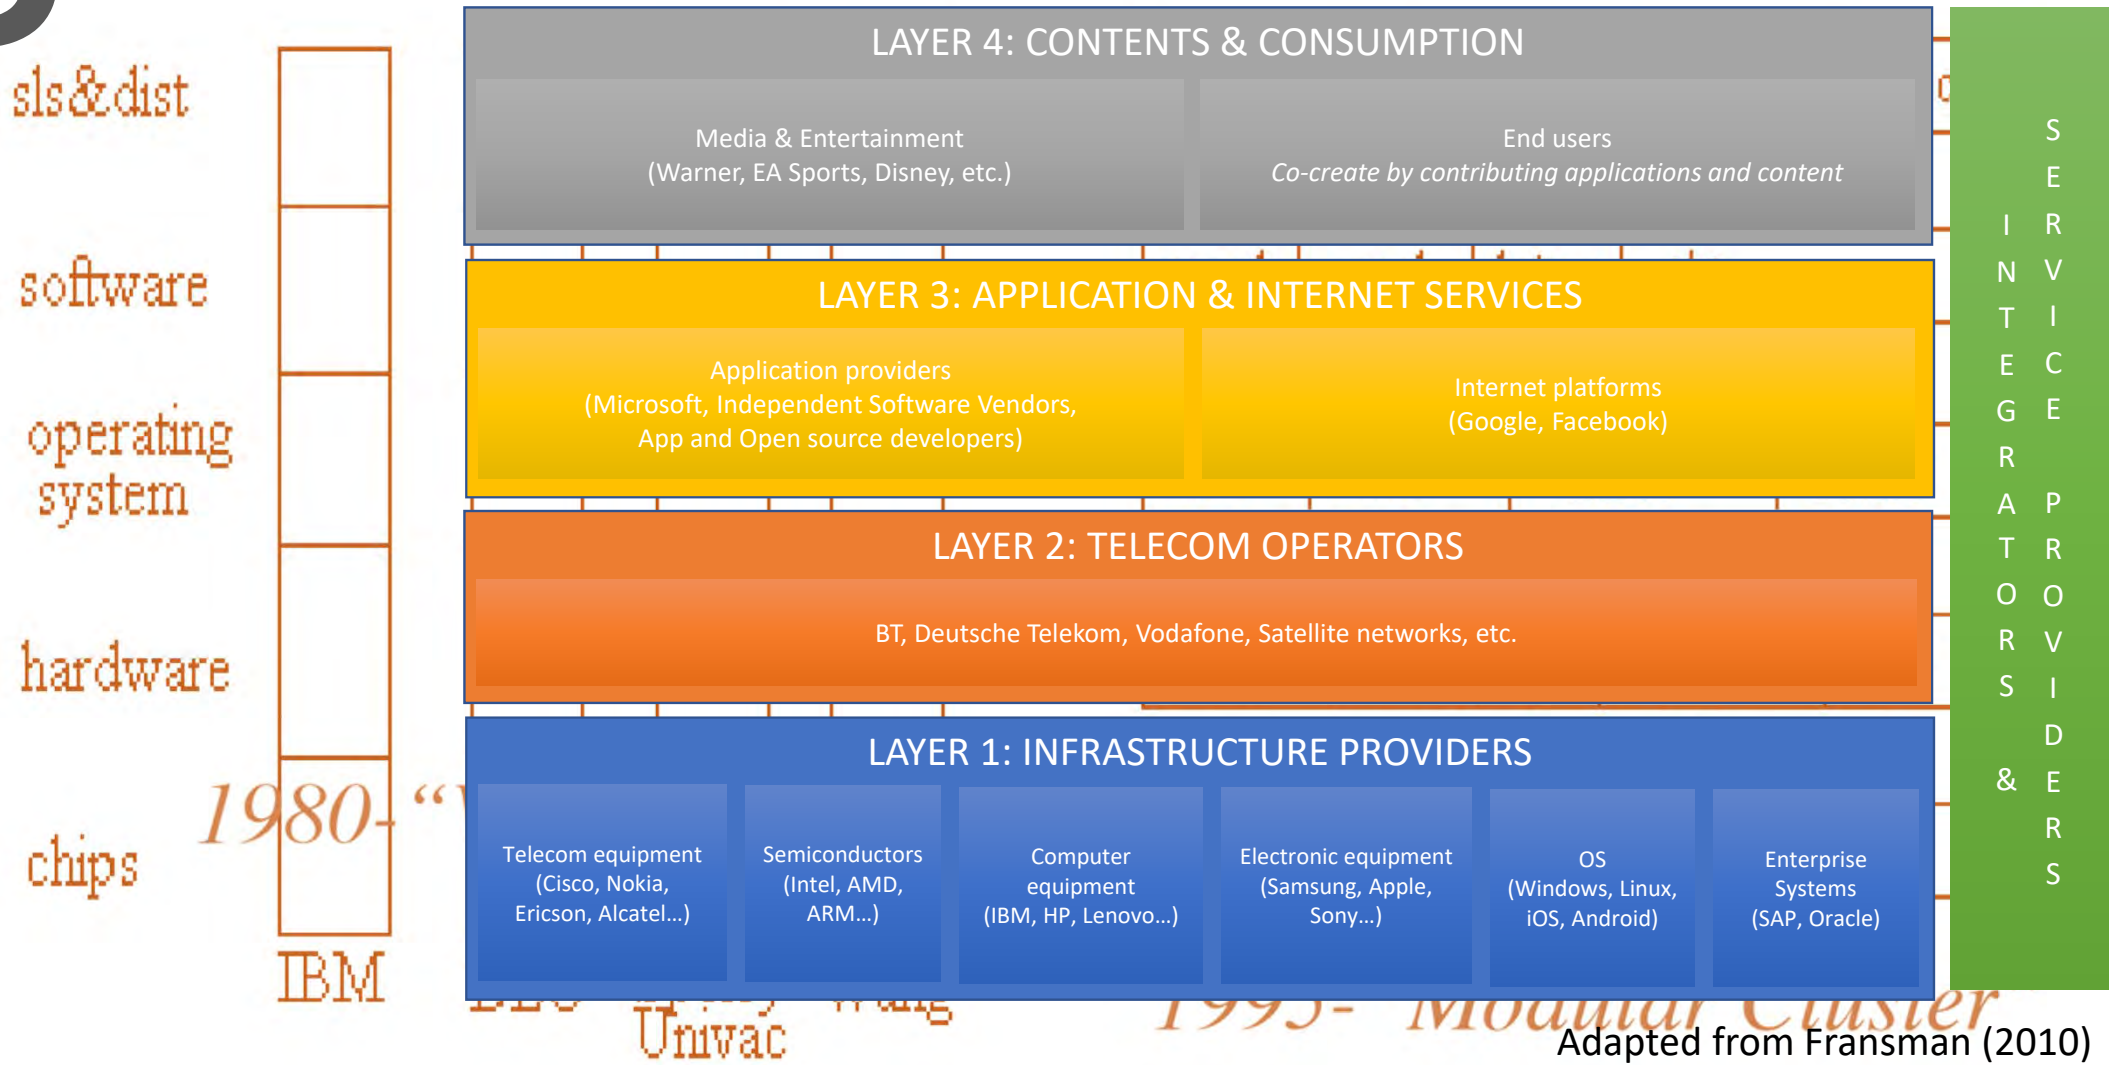 LAYER 4: CONTENTS & CONSUMPTION
Media & Entertainment
(Warner, EA Sports, Disney, etc.)
End users
Co-create by contributing applications and content
LAYER 3: APPLICATION & INTERNET SERVICES
Application providers
(Microsoft, Independent Software Vendors,
App and Open source developers)
Internet platforms
(Google, Facebook)
LAYER 2: TELECOM OPERATORS
BT, Deutsche Telekom, Vodafone, Satellite networks, etc.
LAYER 1: INFRASTRUCTURE PROVIDERS
Telecom equipment
(Cisco, Nokia,
Ericson, Alcatel...)
Semiconductors
(Intel, AMD,
ARM...)
Computer
equipment
(IBM, HP, Lenovo...)
Electronic equipment
(Samsung, Apple,
Sony...)
OS
(Windows, Linux,
iOS, Android)
Enterprise
Systems
(SAP, Oracle)
INTEGRATORS &
SERVICE PROVIDERS
sls&dist
software
operating
system
hardware
chips
1980- "
IBM
Univac
1995- Modular Cluster
Adapted from Fransman (2010)